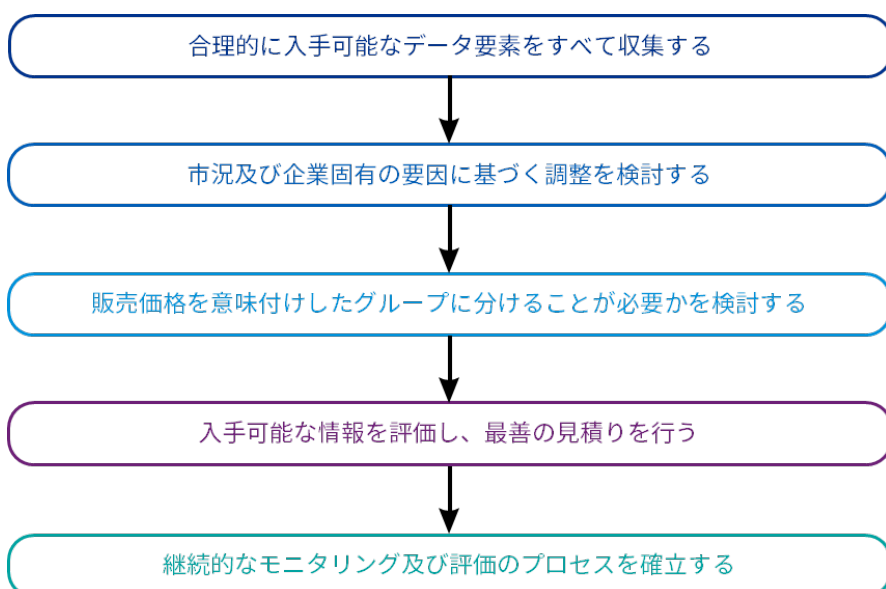 合理的に入手可能なデータ要素をすべて収集する
市況及び企業固有の要因に基づく調整を検討する
販売価格を意味付けしたグループに分けることが必要かを検討する
入手可能な情報を評価し、最善の見積りを行う
継続的なモニタリング及び評価のプロセスを確立する